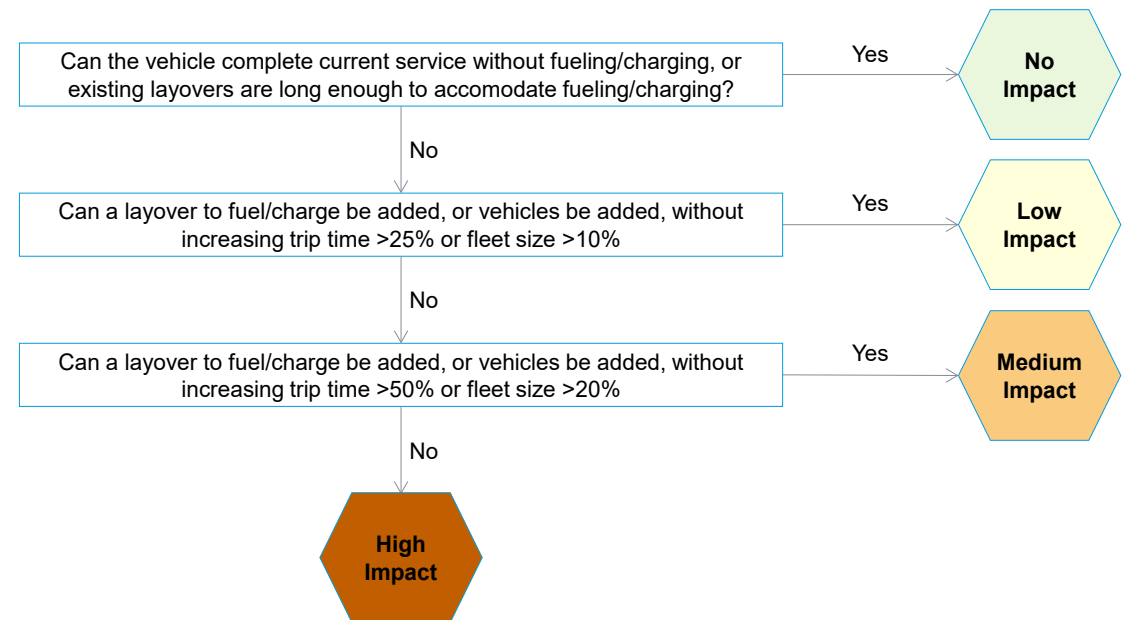 Can the vehicle complete current service without fueling/charging, or
existing layovers are long enough to accomodate fueling/charging?
Yes
No
Impact
No
Can a layover to fuel/charge be added, or vehicles be added, without
increasing trip time >25% or fleet size >10%
Yes
Low
Impact
No
Can a layover to fuel/charge be added, or vehicles be added, without
increasing trip time >50% or fleet size >20%
Yes
Medium
Impact
No
High
Impact